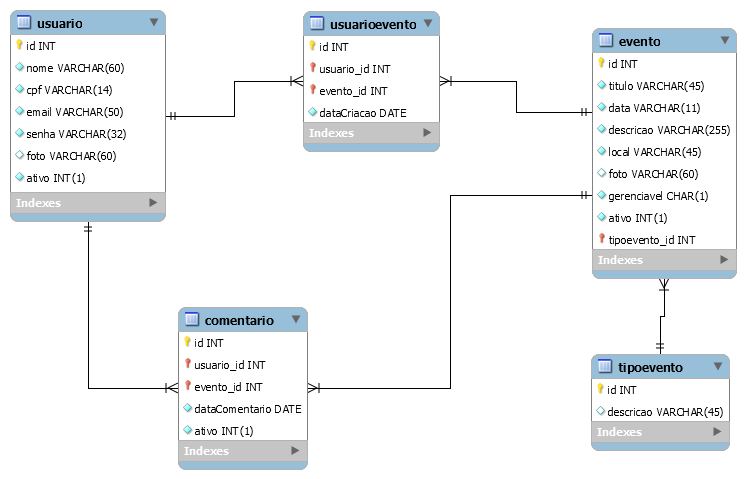 usuario
id INT
nome VARCHAR(60)
cpf VARCHAR(14)
email VARCHAR(50)
senha VARCHAR(32)
foto VARCHAR(60)
ativo INT(1)
Indexes
usuarioevento
id INT
usuario_id INT
evento_id INT
dataCriacao DATE
Indexes
evento
id INT
titulo VARCHAR(45)
data VARCHAR(11)
descricao VARCHAR(255)
local VARCHAR(45)
foto VARCHAR(60)
gerenciavel CHAR(1)
ativo INT(1)
tipoevento_id INT
Indexes
comentario
id INT
usuario_id INT
evento_id INT
dataComentario DATE
ativo INT(1)
Indexes
tipoevento
id INT
descricao VARCHAR(45)
Indexes